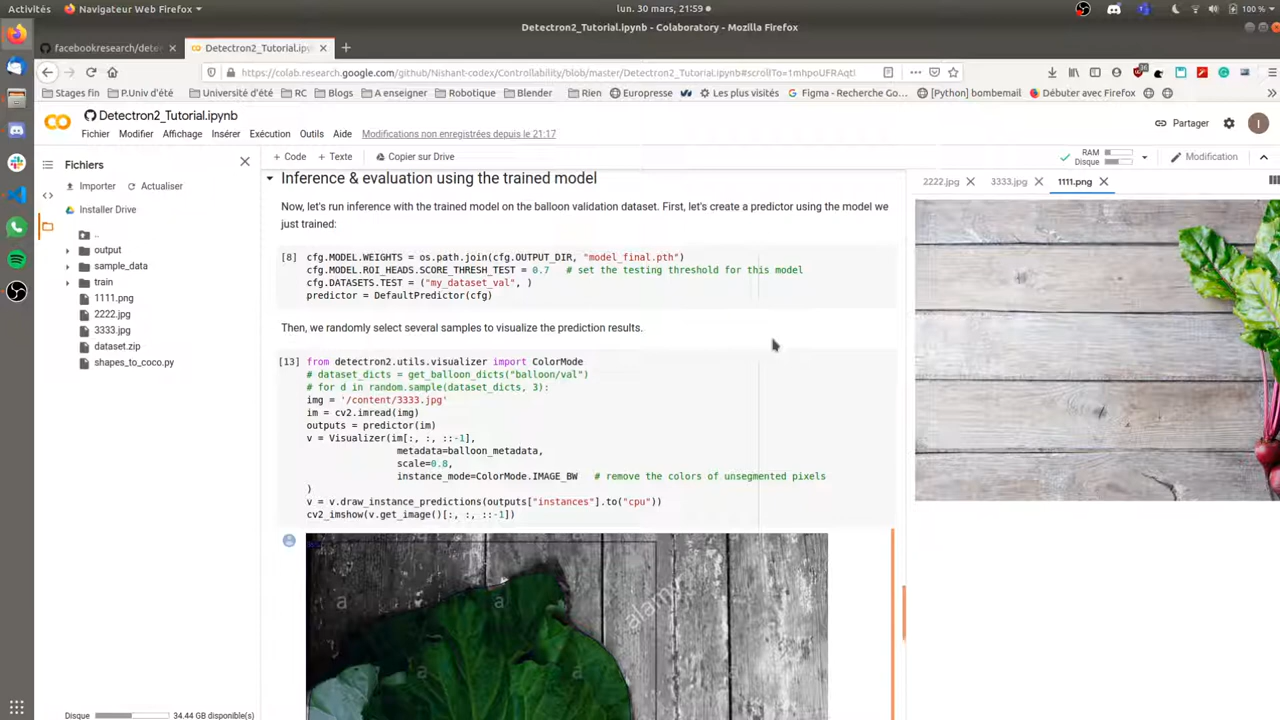 Activités
Navigateur Web Firefox
lun. 30 mars, 21:59
100 %
Detectron2_Tutorial.ipynb - Colaboratory - Mozilla Firefox
facebookresearch/dete
Detectron2_Tutorial.ipynb
https://colab.research.google.com/github/Nishant-codex/Controllability/blob/master/Detectron2_Tutorial.ipynb#scrollTo=1mhpoUFRAqtl
Stages fin
P.Univ d'été
Université d'été
RC
Blogs
A enseigner
Robotique
Blender
Rien
Europresse
Les plus visités
Figma - Recherche Go…
[Python] bombemail
Débuter avec Firefox
Detectron2_Tutorial.ipynb
Partager
Fichier Modifier Affichage Insérer Exécution Outils Aide Modifications non enregistrées depuis le 21:17
Fichiers
+ Code + Texte Copier sur Drive
RAM
Disque
Modification
Importer Actualiser
Installer Drive
..
output
sample_data
train
1111.png
2222.jpg
3333.jpg
dataset.zip
shapes_to_coco.py
Disque
34.44 GB disponible(s)
Inference & evaluation using the trained model
Now, let's run inference with the trained model on the balloon validation dataset. First, let's create a predictor using the model we
just trained:
[8] cfg.MODEL.WEIGHTS = os.path.join(cfg.OUTPUT_DIR, "model_final.pth")
cfg.MODEL.ROI_HEADS.SCORE_THRESH_TEST = 0.7 # set the testing threshold for this model
cfg.DATASETS.TEST = ("my_dataset_val", )
predictor = DefaultPredictor(cfg)
Then, we randomly select several samples to visualize the prediction results.
[13] from detectron2.utils.visualizer import ColorMode
# dataset_dicts = get_balloon_dicts("balloon/val")
# for d in random.sample(dataset_dicts, 3):
img = '/content/3333.jpg'
im = cv2.imread(img)
outputs = predictor(im)
v = Visualizer(im[:, :, ::-1],
metadata=balloon_metadata,
scale=0.8,
instance_mode=ColorMode.IMAGE_BW # remove the colors of unsegmented pixels
)
v = v.draw_instance_predictions(outputs["instances"].to("cpu"))
cv2_imshow(v.get_image()[:, :, ::-1])
a
a
a
a
alamy
2222.jpg
3333.jpg
1111.png